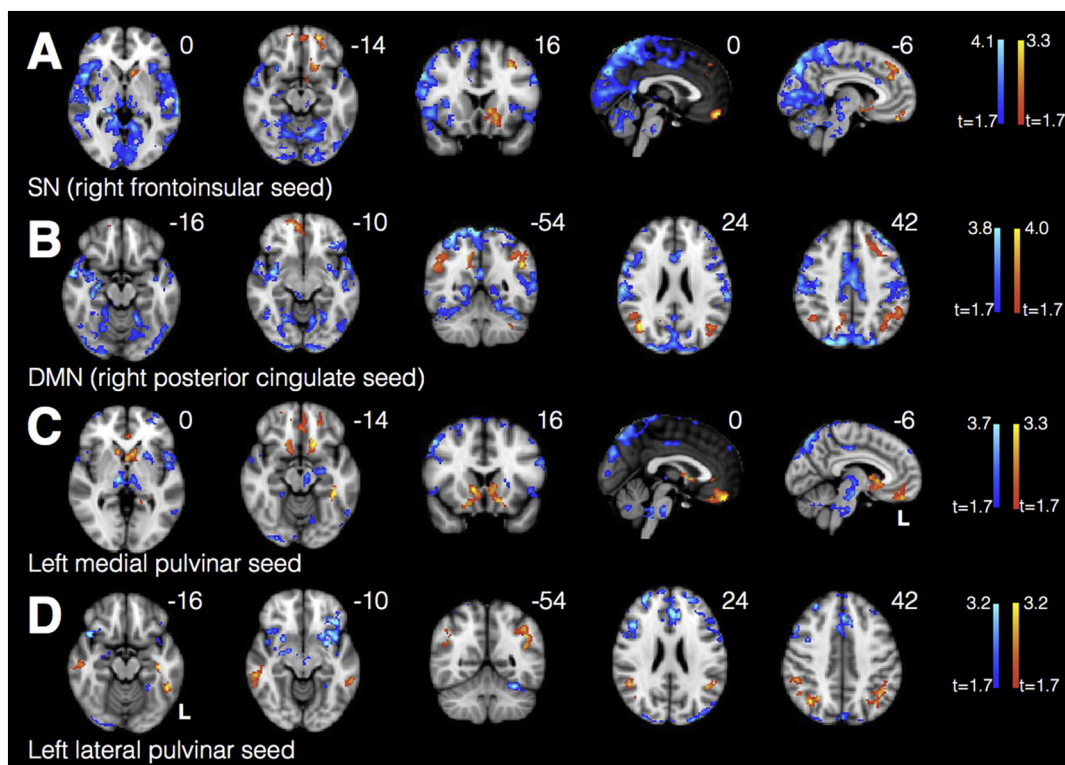 A 0 -14 16 0 -6 4.1 3.3
t=1.7 t=1.7
SN (right frontoinsular seed)
B -16 -10 -54 24 42 3.8 4.0
t=1.7 t=1.7
DMN (right posterior cingulate seed)
C 0 -14 16 0 -6 3.7 3.3
t=1.7 t=1.7
L
Left medial pulvinar seed
D -16 -10 -54 24 42 3.2 3.2
t=1.7 t=1.7
L
Left lateral pulvinar seed